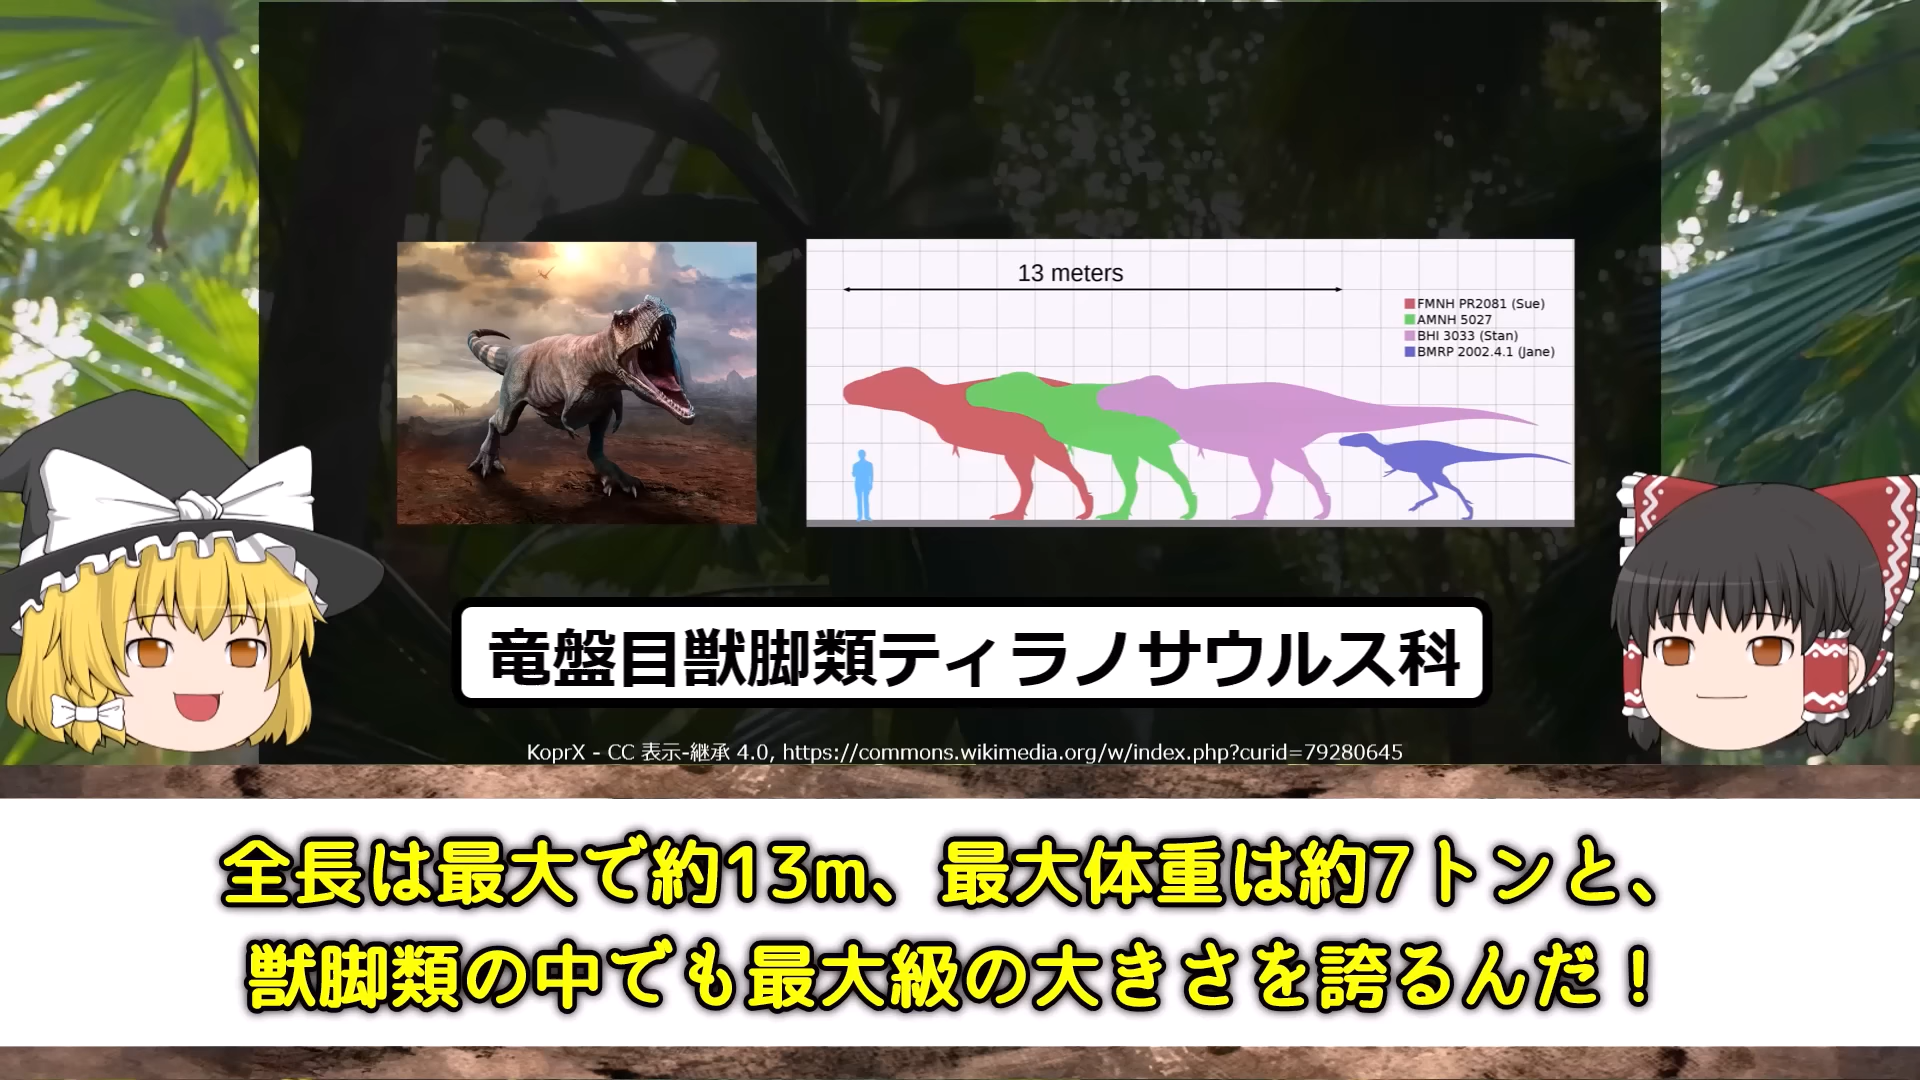 13 meters
FMNH PR2081 (Sue)
AMNH 5027
BHI 3033 (Stan)
BMRP 2002.4.1 (Jane)
竜盤目獣脚類ティラノサウルス科
KoprX - CC 表示-継承 4.0, https://commons.wikimedia.org/w/index.php?curid=79280645
全長は最大で約13m、最大体重は約7トンと、
獣脚類の中でも最大級の大きさを誇るんだ！